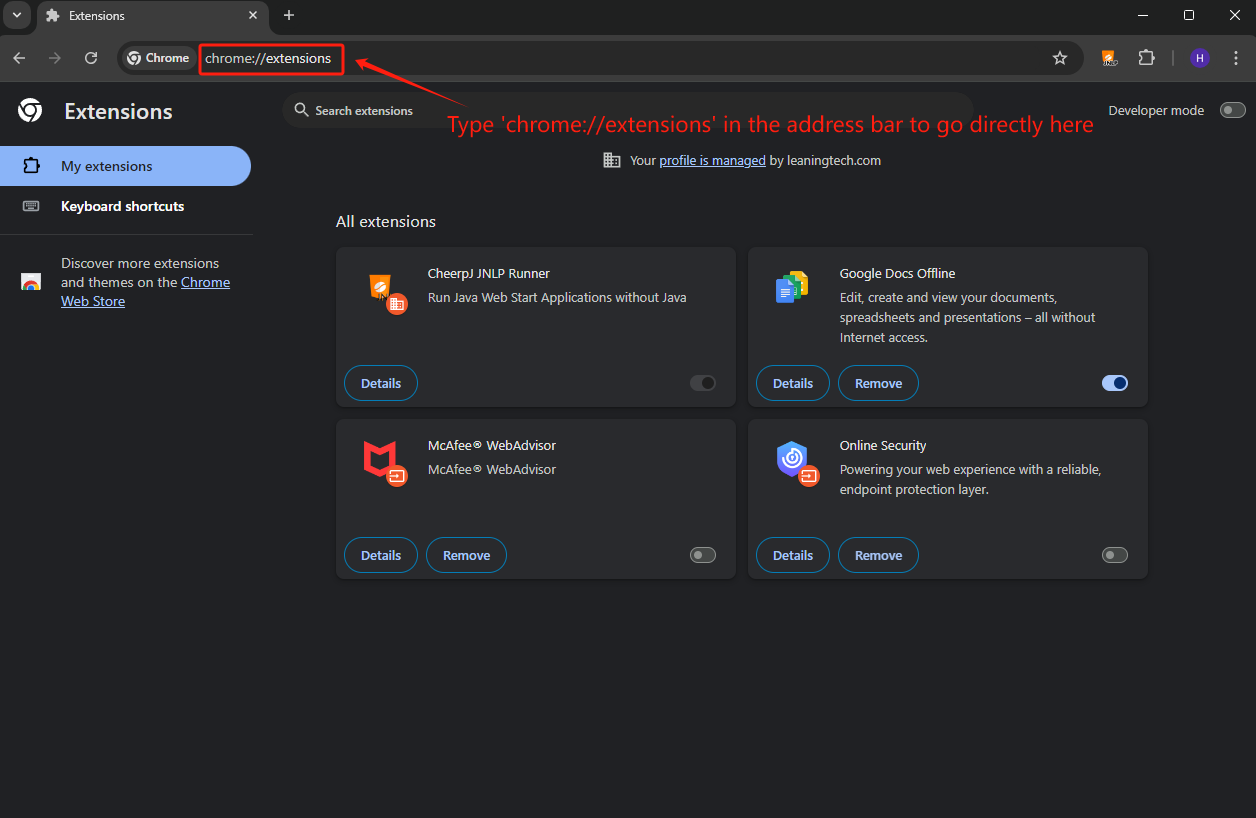 Extensions
Chrome
chrome://extensions
H
Extensions
Search extensions
Type 'chrome://extensions' in the address bar to go directly here
Developer mode
Your profile is managed by leaningtech.com
My extensions
Keyboard shortcuts
Discover more extensions
and themes on the Chrome
Web Store
All extensions
CheerpJ JNLP Runner
Run Java Web Start Applications without Java
Details
Google Docs Offline
Edit, create and view your documents,
spreadsheets and presentations – all without
Internet access.
Details
Remove
McAfee® WebAdvisor
McAfee® WebAdvisor
Details
Remove
Online Security
Powering your web experience with a reliable,
endpoint protection layer.
Details
Remove